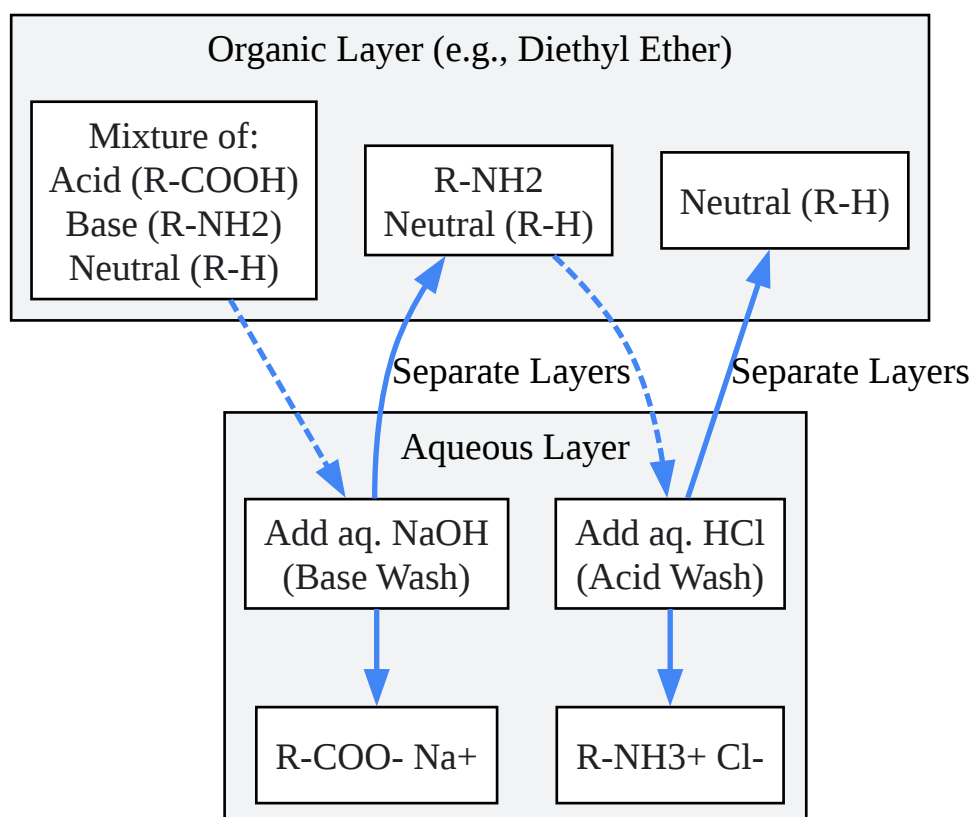 Organic Layer (e.g., Diethyl Ether)
Mixture of:
Acid (R-COOH)
Base (R-NH2)
Neutral (R-H)
R-NH2
Neutral (R-H)
Neutral (R-H)
Separate Layers
Separate Layers
Aqueous Layer
Add aq. NaOH
(Base Wash)
Add aq. HCl
(Acid Wash)
R-COO- Na+
R-NH3+ Cl-